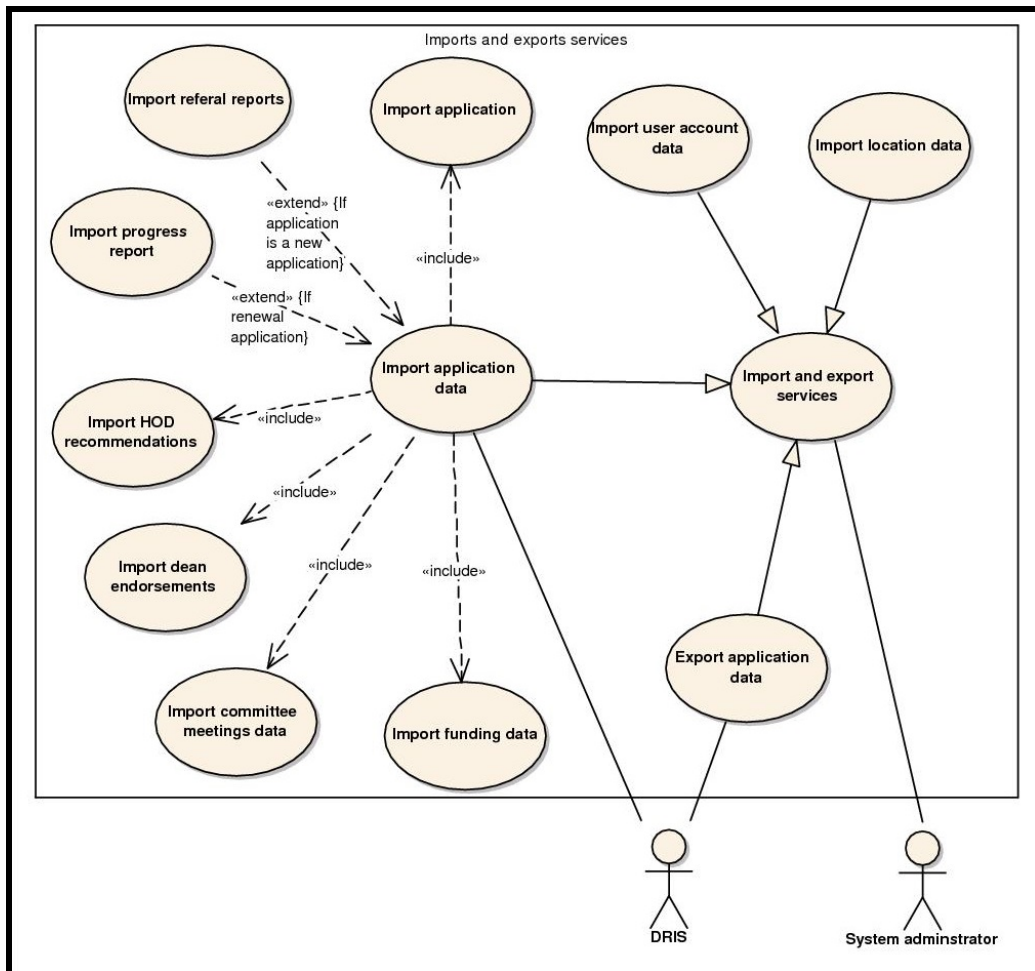 Imports and exports services
Import referal reports
Import application
Import user account
data
Import location data
«extend» {If
application
is a new
application}
Import progress
report
«include»
«extend» {If
renewal
application}
Import application
data
Import and export
services
Import HOD
recommendations
«include»
«include»
Import dean
endorsements
«include»
«include»
Export application
data
Import committee
meetings data
Import funding data
DRIS
System adminstrator